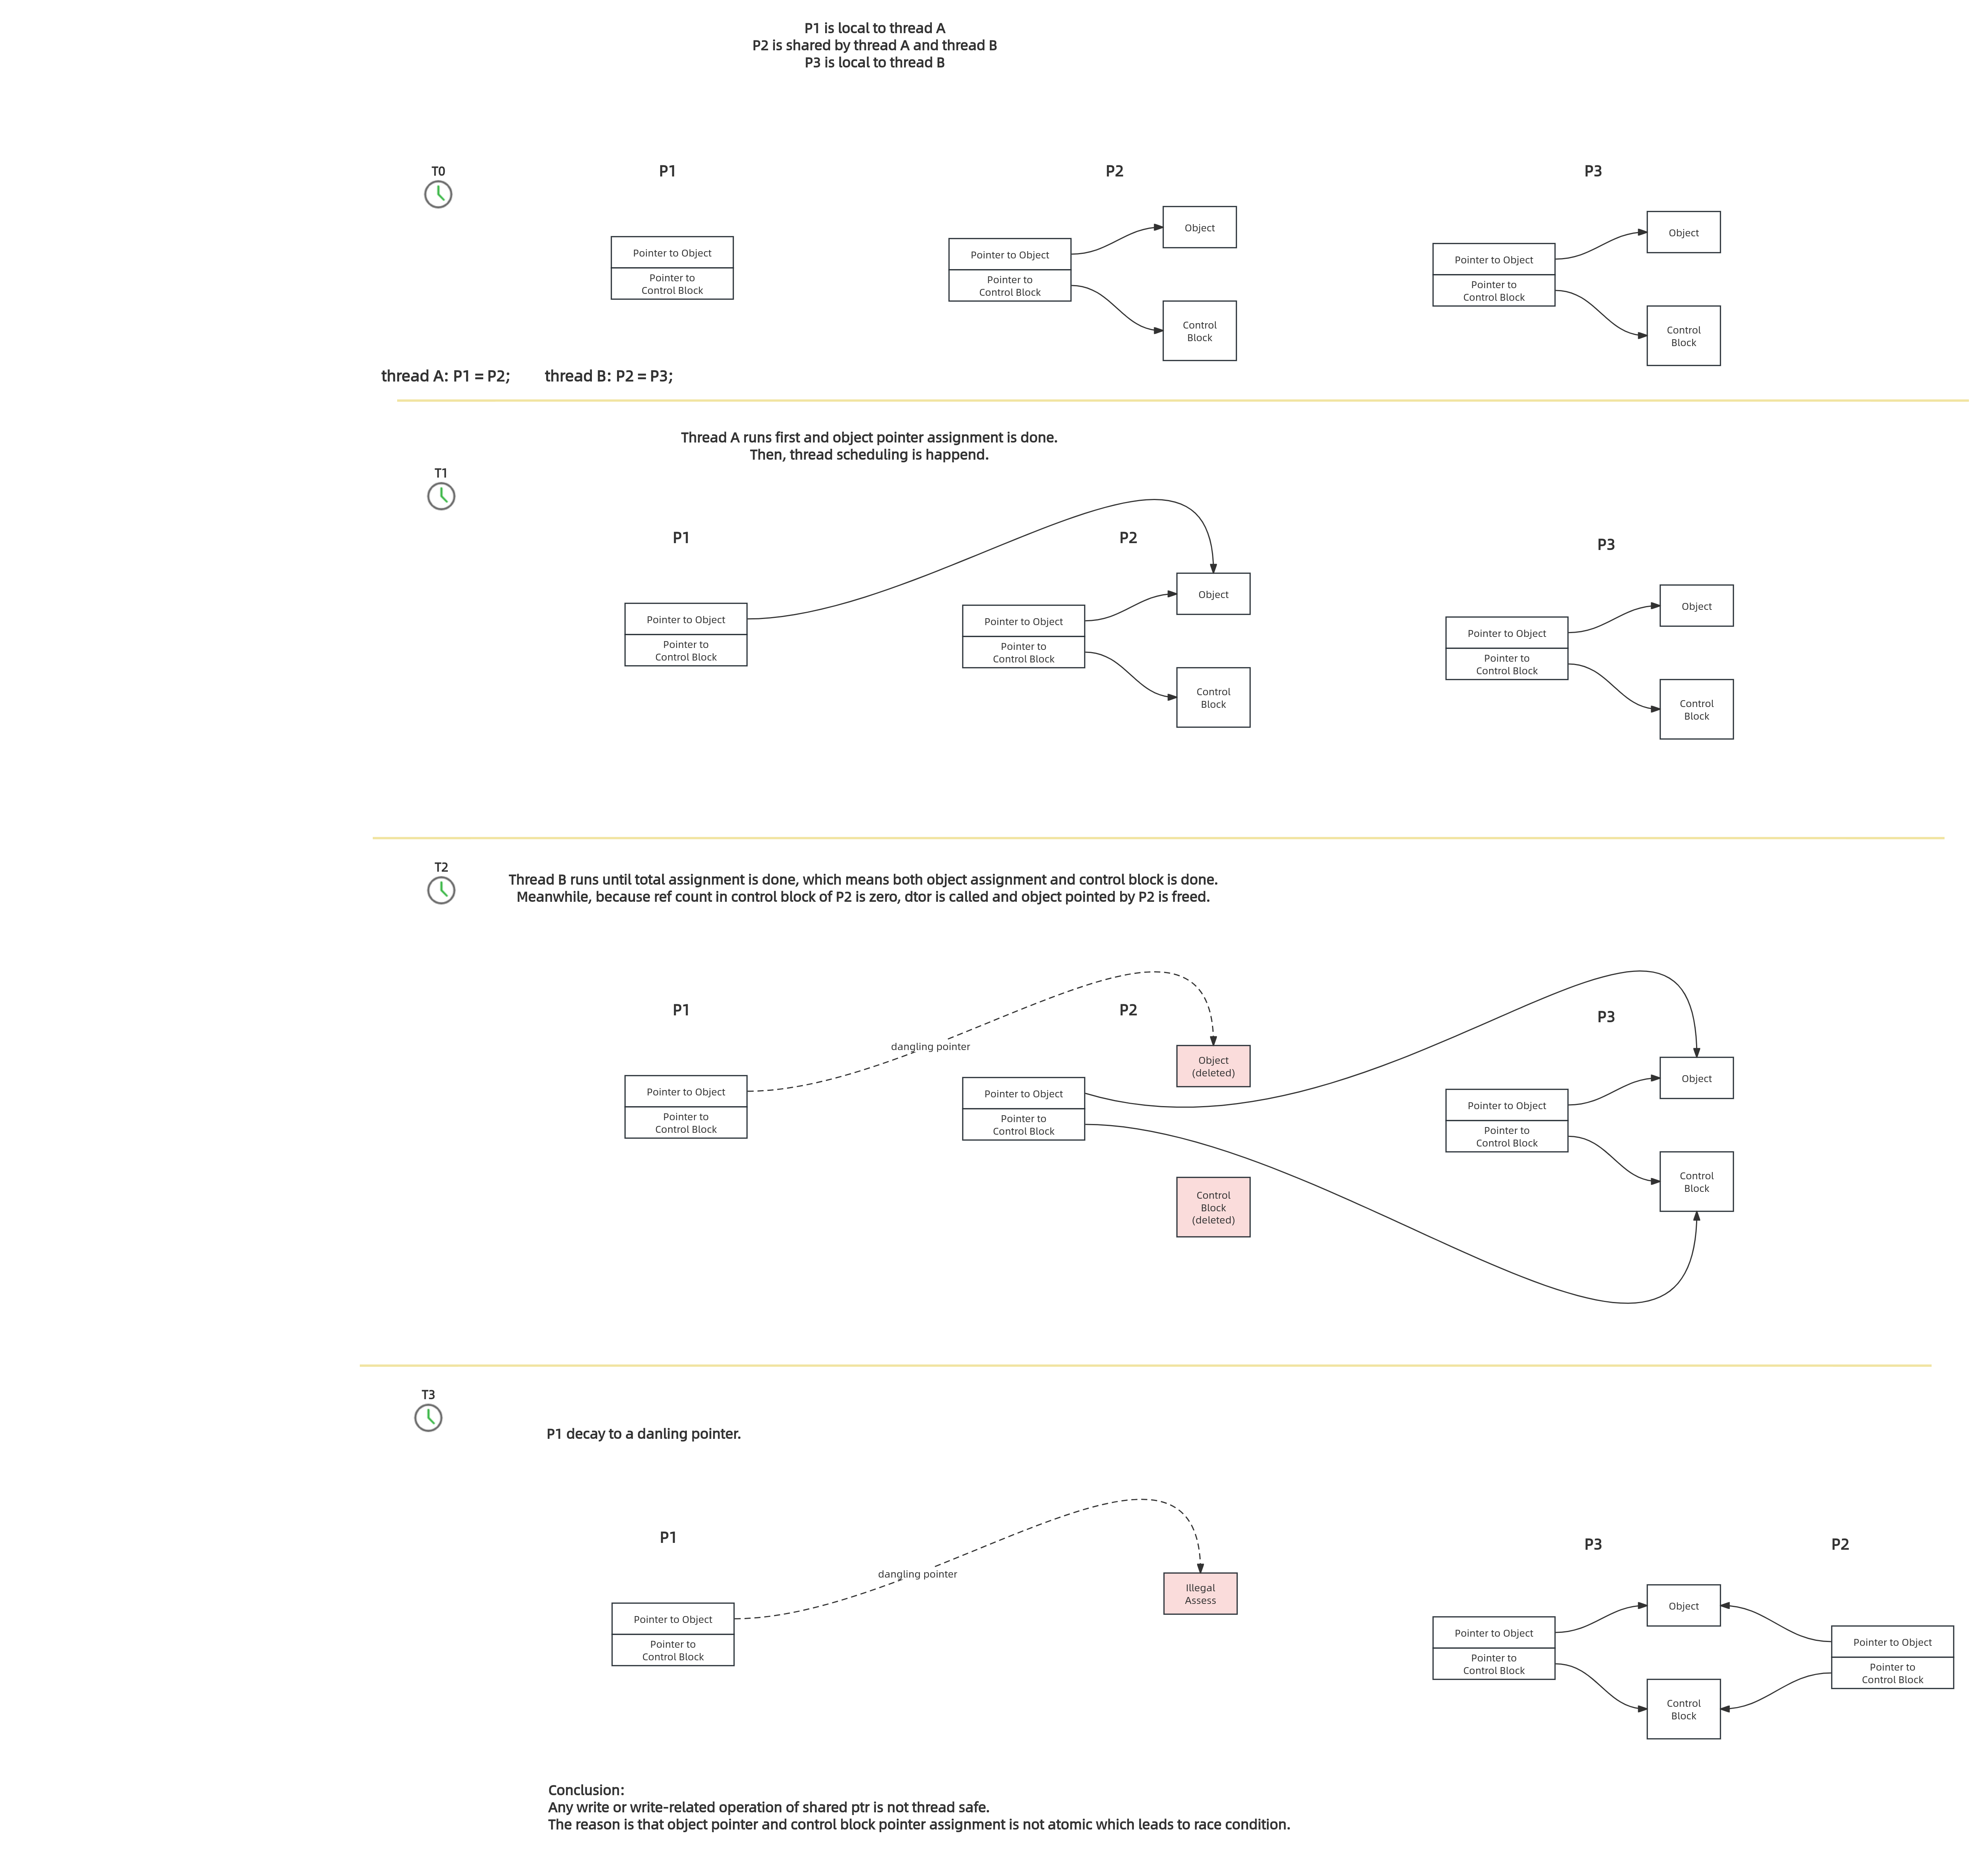 P1 is local to thread A
P2 is shared by thread A and thread B
P3 is local to thread B
T0
P1
P2
P3
Pointer to Object
Pointer to
Control Block
Pointer to Object
Pointer to
Control Block
Object
Control
Block
Pointer to Object
Pointer to
Control Block
Object
Control
Block
thread A: P1 = P2;
thread B: P2 = P3;
Thread A runs first and object pointer assignment is done.
Then, thread scheduling is happend.
T1
P1
P2
P3
Pointer to Object
Pointer to
Control Block
Pointer to Object
Pointer to
Control Block
Object
Control
Block
Pointer to Object
Pointer to
Control Block
Object
Control
Block
T2
Thread B runs until total assignment is done, which means both object assignment and control block is done.
Meanwhile, because ref count in control block of P2 is zero, dtor is called and object pointed by P2 is freed.
P1
P2
P3
dangling pointer
Pointer to Object
Pointer to
Control Block
Pointer to Object
Pointer to
Control Block
Object
(deleted)
Control
Block
(deleted)
Pointer to Object
Pointer to
Control Block
Object
Control
Block
T3
P1 decay to a danling pointer.
P1
P3
P2
dangling pointer
Pointer to Object
Pointer to
Control Block
Illegal
Assess
Pointer to Object
Pointer to
Control Block
Object
Control
Block
Pointer to Object
Pointer to
Control Block
Conclusion:
Any write or write-related operation of shared ptr is not thread safe.
The reason is that object pointer and control block pointer assignment is not atomic which leads to race condition.